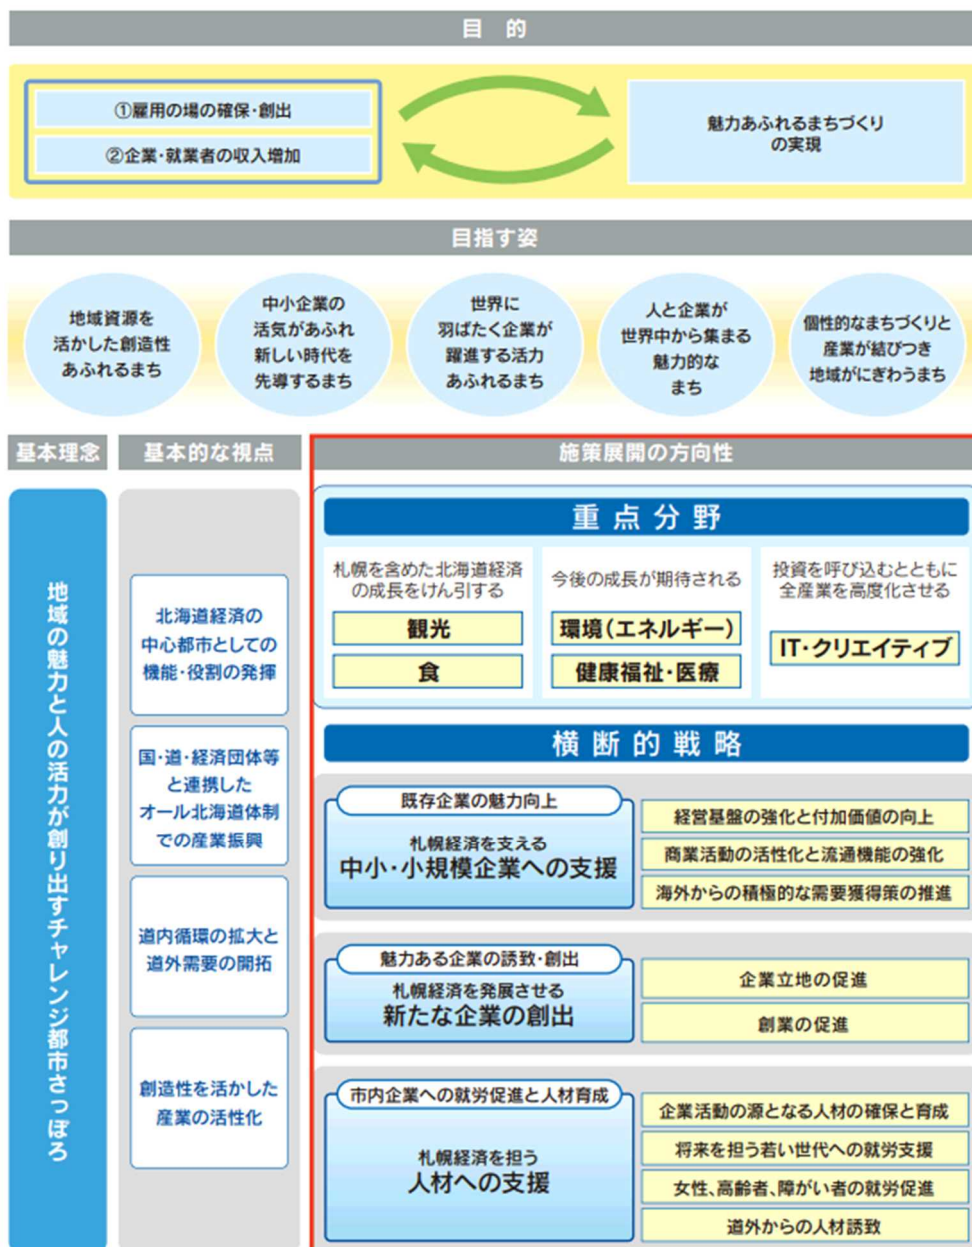 目 的
①雇用の場の確保・創出
②企業・就業者の収入増加
魅力あふれるまちづくり
の実現
目指す姿
地域資源を
活かした創造性
あふれるまち
中小企業の
活気があふれ
新しい時代を
先導するまち
世界に
羽ばたく企業が
躍進する活力
あふれるまち
人と企業が
世界中から集まる
魅力的な
まち
個性的なまちづくりと
産業が結びつき
地域がにぎわうまち
基本理念
地域の魅力と人の活力が創り出すチャレンジ都市さっぽろ
基本的な視点
北海道経済の
中心都市としての
機能・役割の発揮
国・道・経済団体等
と連携した
オール北海道体制
での産業振興
道内循環の拡大と
道外需要の開拓
創造性を活かした
産業の活性化
施策展開の方向性
重点分野
札幌を含めた北海道経済
の成長をけん引する
観光
食
今後の成長が期待される
環境(エネルギー)
健康福祉・医療
投資を呼び込むとともに
全産業を高度化させる
IT・クリエイティブ
横断的戦略
既存企業の魅力向上
札幌経済を支える
中小・小規模企業への支援
経営基盤の強化と付加価値の向上
商業活動の活性化と流通機能の強化
海外からの積極的な需要獲得策の推進
魅力ある企業の誘致・創出
札幌経済を発展させる
新たな企業の創出
企業立地の促進
創業の促進
市内企業への就労促進と人材育成
札幌経済を担う
人材への支援
企業活動の源となる人材の確保と育成
将来を担う若い世代への就労支援
女性、高齢者、障がい者の就労促進
道外からの人材誘致